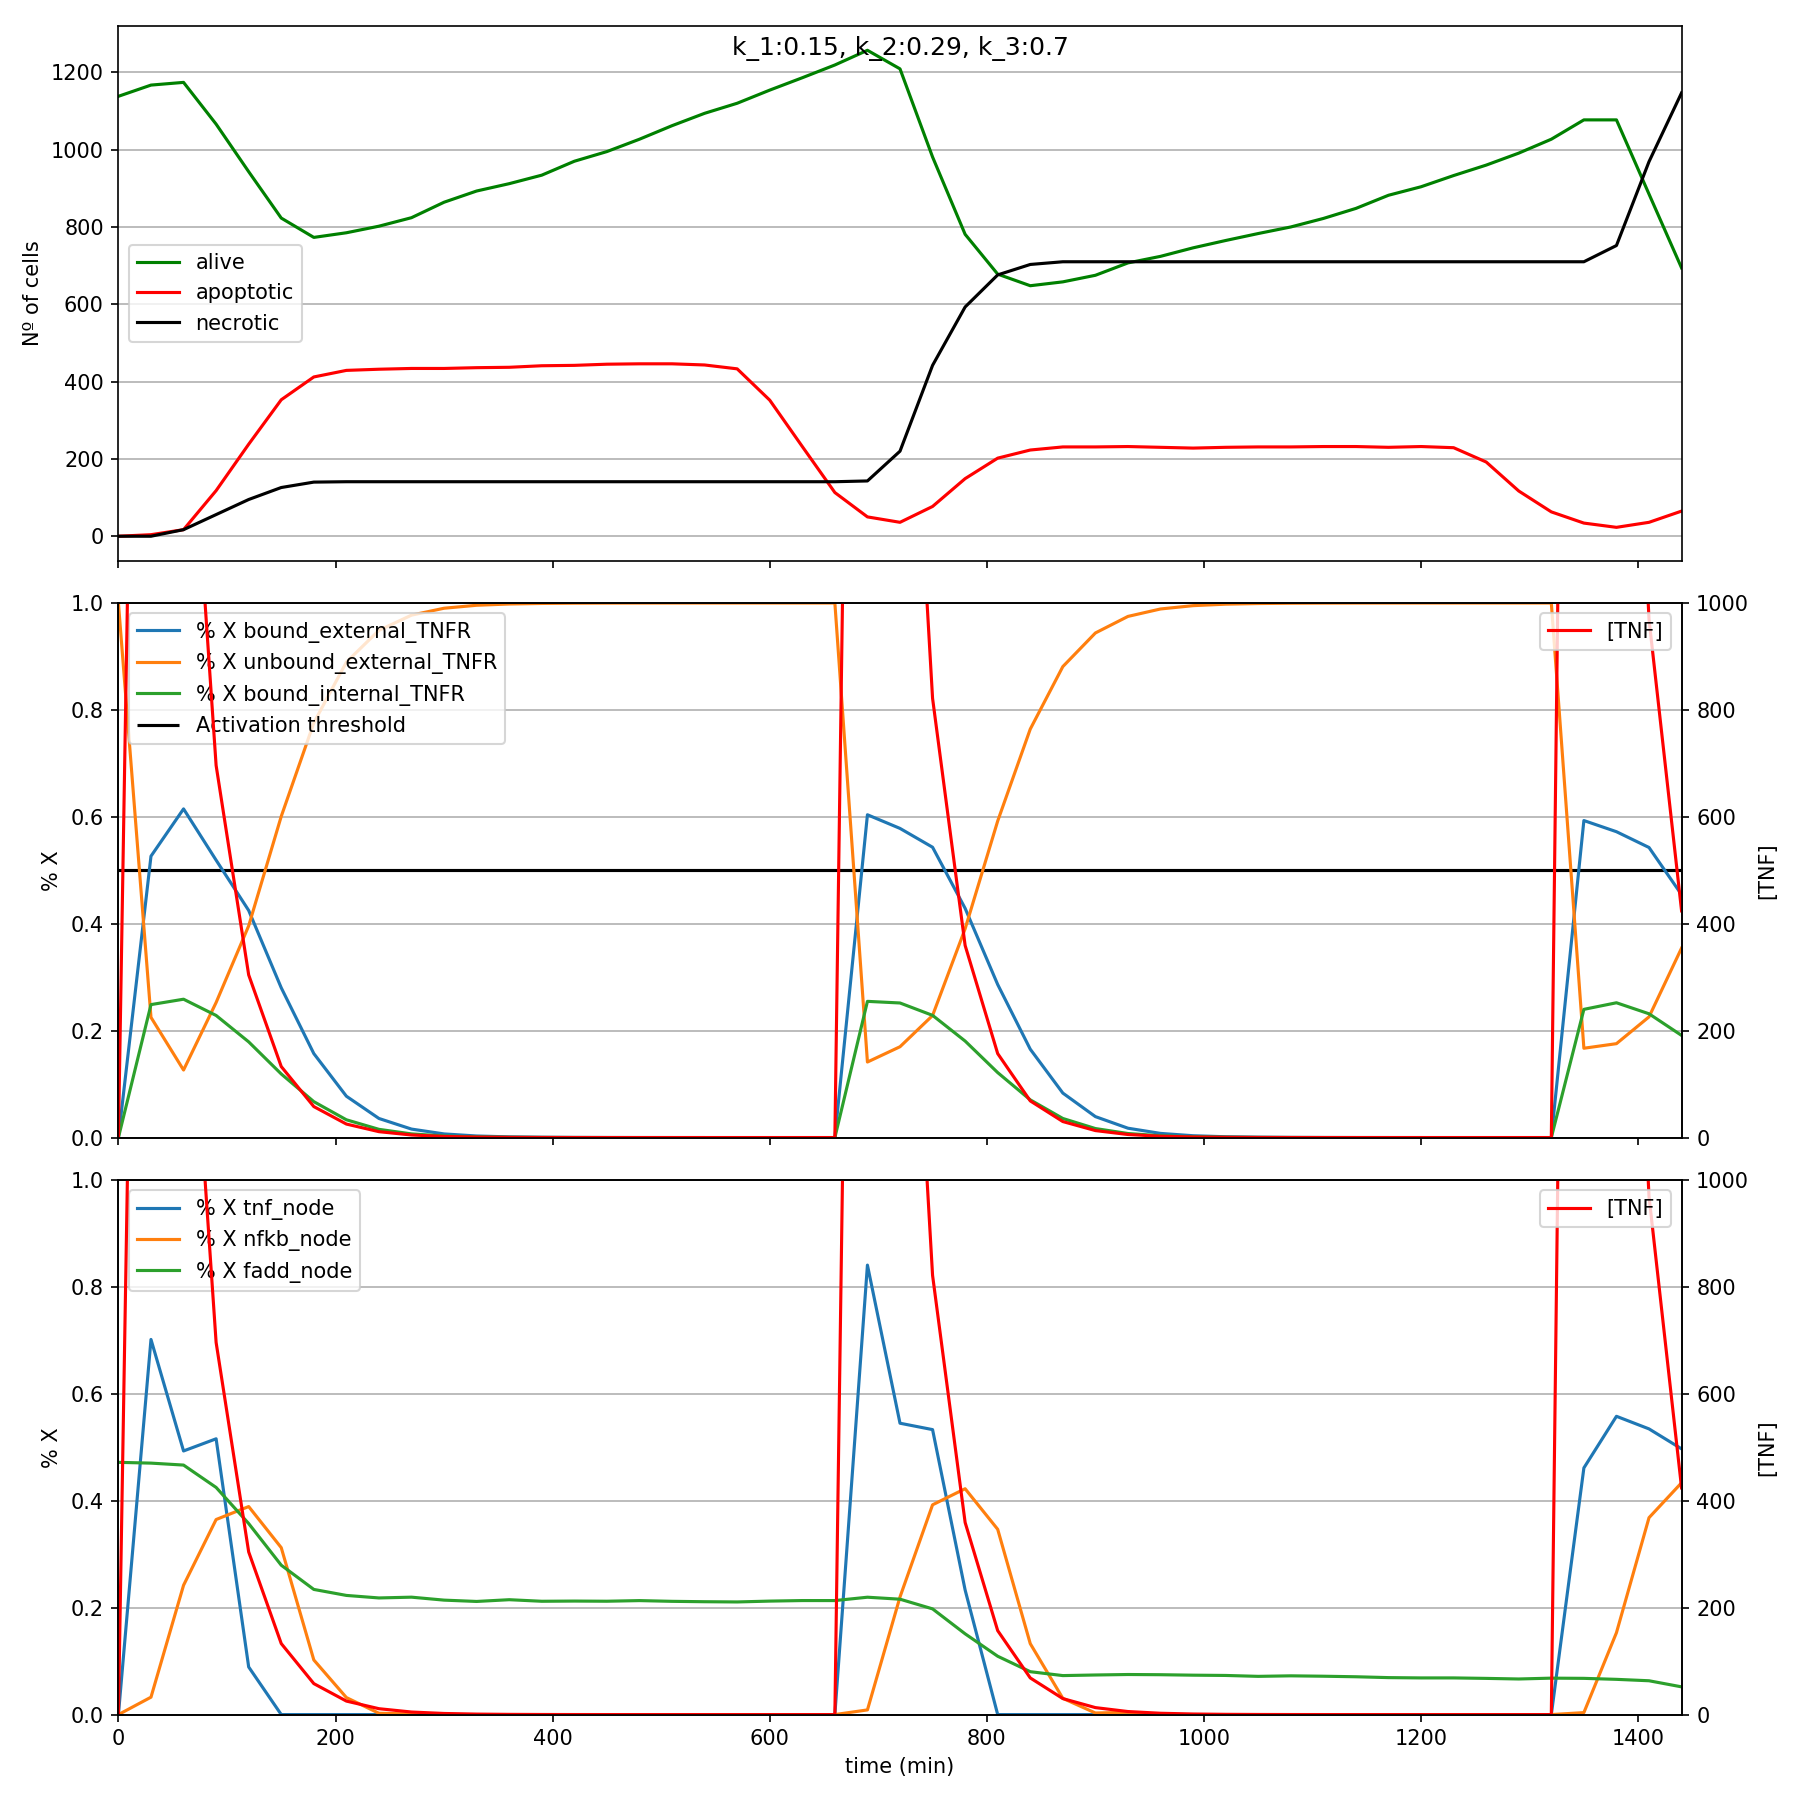 k_1:0.15, k_2:0.29, k_3:0.7
1200
1000
800
600
400
200
0
Nº of cells
alive
apoptotic
necrotic
1.0
0.8
0.6
0.4
0.2
0.0
% X
% X bound_external_TNFR
% X unbound_external_TNFR
% X bound_internal_TNFR
Activation threshold
[TNF]
1000
800
600
400
200
0
[TNF]
1.0
0.8
0.6
0.4
0.2
0.0
% X
% X tnf_node
% X nfkb_node
% X fadd_node
[TNF]
1000
800
600
400
200
0
[TNF]
0 200 400 600 800 1000 1200 1400
time (min)